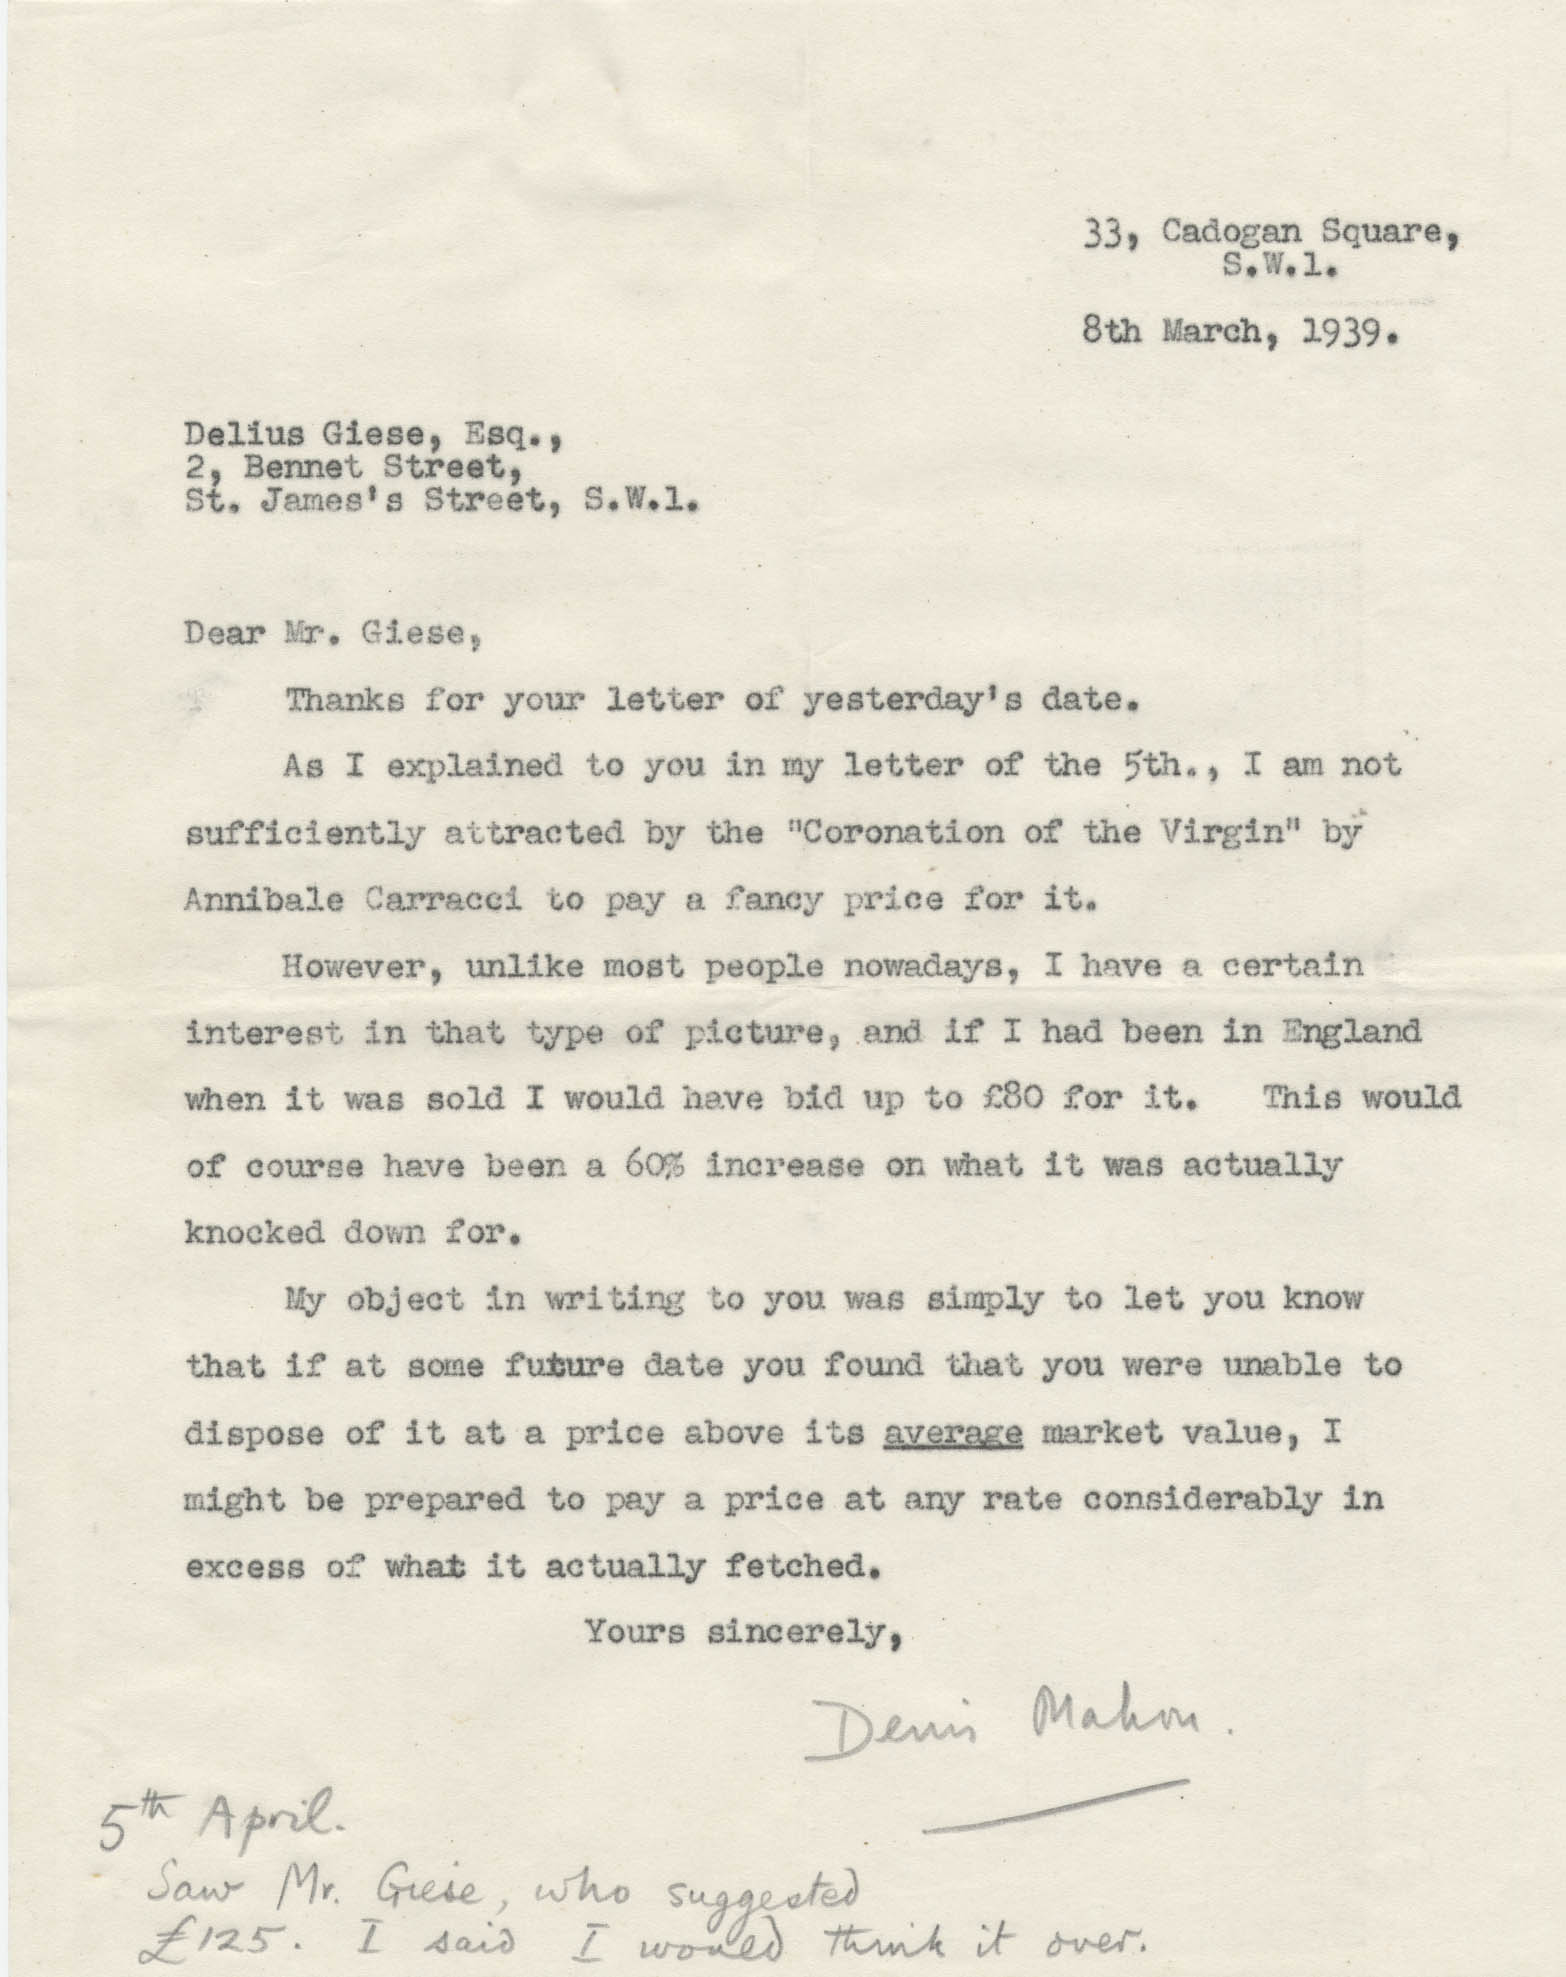 33, Cadogan Square,
S.W.1.
8th March, 1939.
Delius Giese, Esq.,
2, Bennet Street,
St. James's Street, S.W.1.
Dear Mr. Giese,
Thanks for your letter of yesterday's date.
As I explained to you in my letter of the 5th., I am not
sufficiently attracted by the "Coronation of the Virgin" by
Annibale Carracci to pay a fancy price for it.
However, unlike most people nowadays, I have a certain
interest in that type of picture, and if I had been in England
when it was sold I would have bid up to £80 for it. This would
of course have been a 60% increase on what it was actually
knocked down for.
My object in writing to you was simply to let you know
that if at some future date you found that you were unable to
dispose of it at a price above its average market value, I
might be prepared to pay a price at any rate considerably in
excess of what it actually fetched.
Yours sincerely,
Denis Mahon.
5th April.
Saw Mr. Giese, who suggested
£125. I said I would think it over.